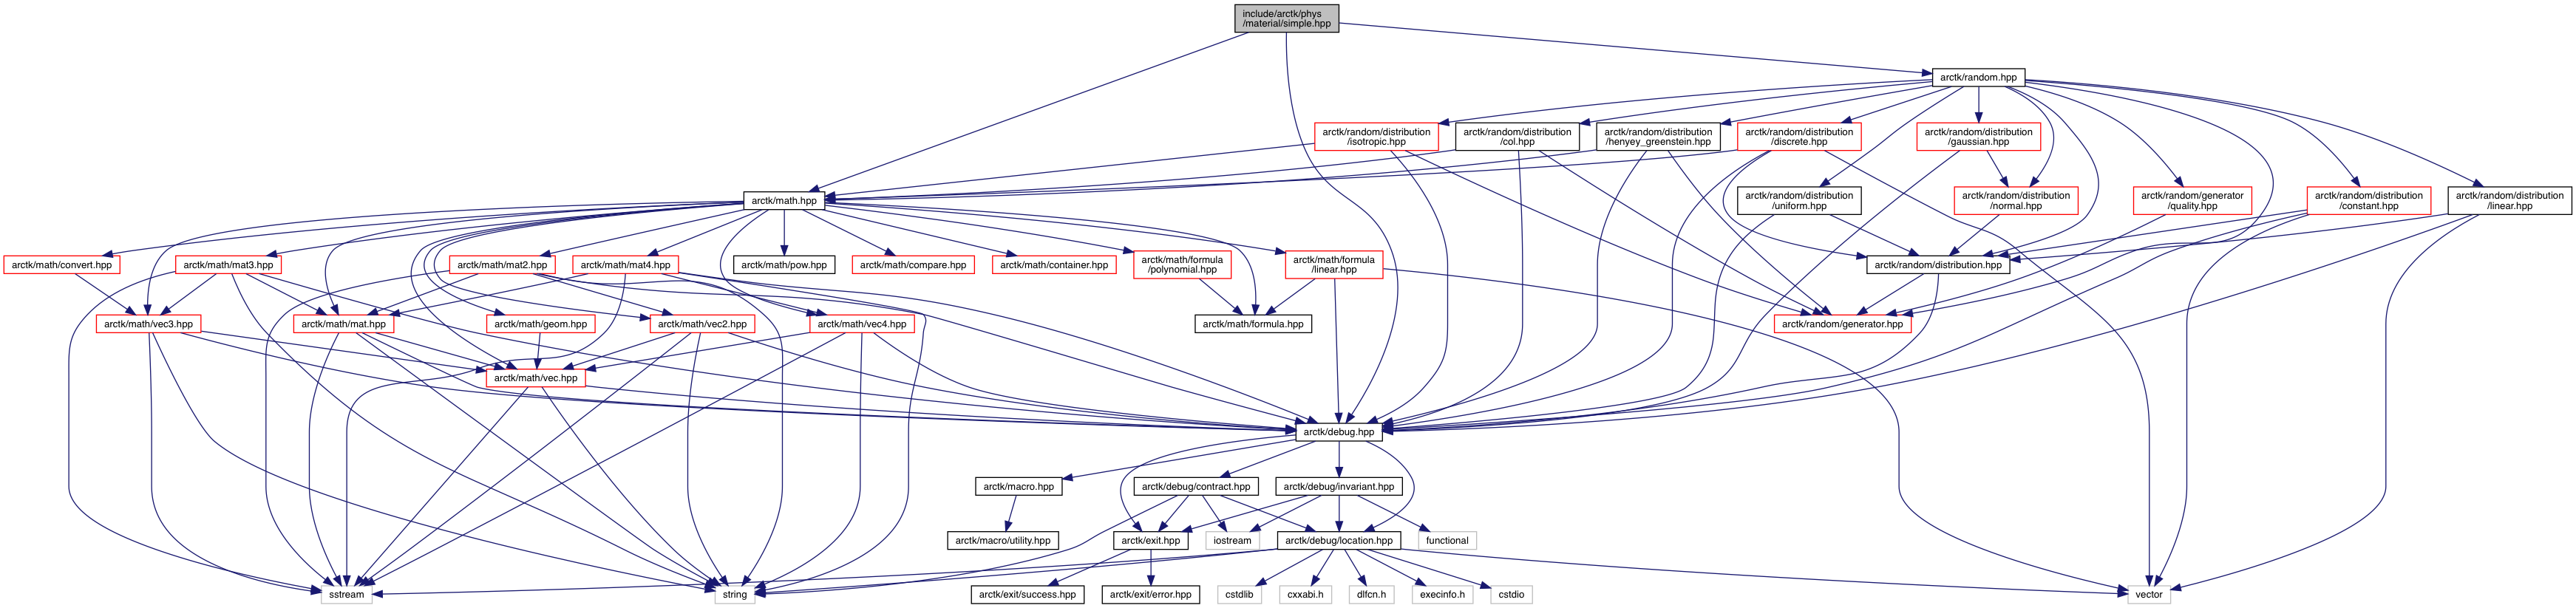 include/arctk/phys
/material/simple.hpp
arctk/random.hpp
arctk/random/distribution
/isotropic.hpp
arctk/random/distribution
/col.hpp
arctk/random/distribution
/henyey_greenstein.hpp
arctk/random/distribution
/discrete.hpp
arctk/random/distribution
/gaussian.hpp
arctk/math.hpp
arctk/random/distribution
/uniform.hpp
arctk/random/distribution
/normal.hpp
arctk/random/generator
/quality.hpp
arctk/random/distribution
/constant.hpp
arctk/random/distribution
/linear.hpp
arctk/math/convert.hpp
arctk/math/mat3.hpp
arctk/math/mat2.hpp
arctk/math/mat4.hpp
arctk/math/pow.hpp
arctk/math/compare.hpp
arctk/math/container.hpp
arctk/math/formula
/polynomial.hpp
arctk/math/formula
/linear.hpp
arctk/random/distribution.hpp
arctk/math/vec3.hpp
arctk/math/mat.hpp
arctk/math/geom.hpp
arctk/math/vec2.hpp
arctk/math/vec4.hpp
arctk/math/formula.hpp
arctk/random/generator.hpp
arctk/math/vec.hpp
arctk/debug.hpp
arctk/macro.hpp
arctk/debug/contract.hpp
arctk/debug/invariant.hpp
arctk/macro/utility.hpp
arctk/exit.hpp
iostream
arctk/debug/location.hpp
functional
sstream
string
arctk/exit/success.hpp
arctk/exit/error.hpp
cstdlib
cxxabi.h
dlfcn.h
execinfo.h
cstdio
vector